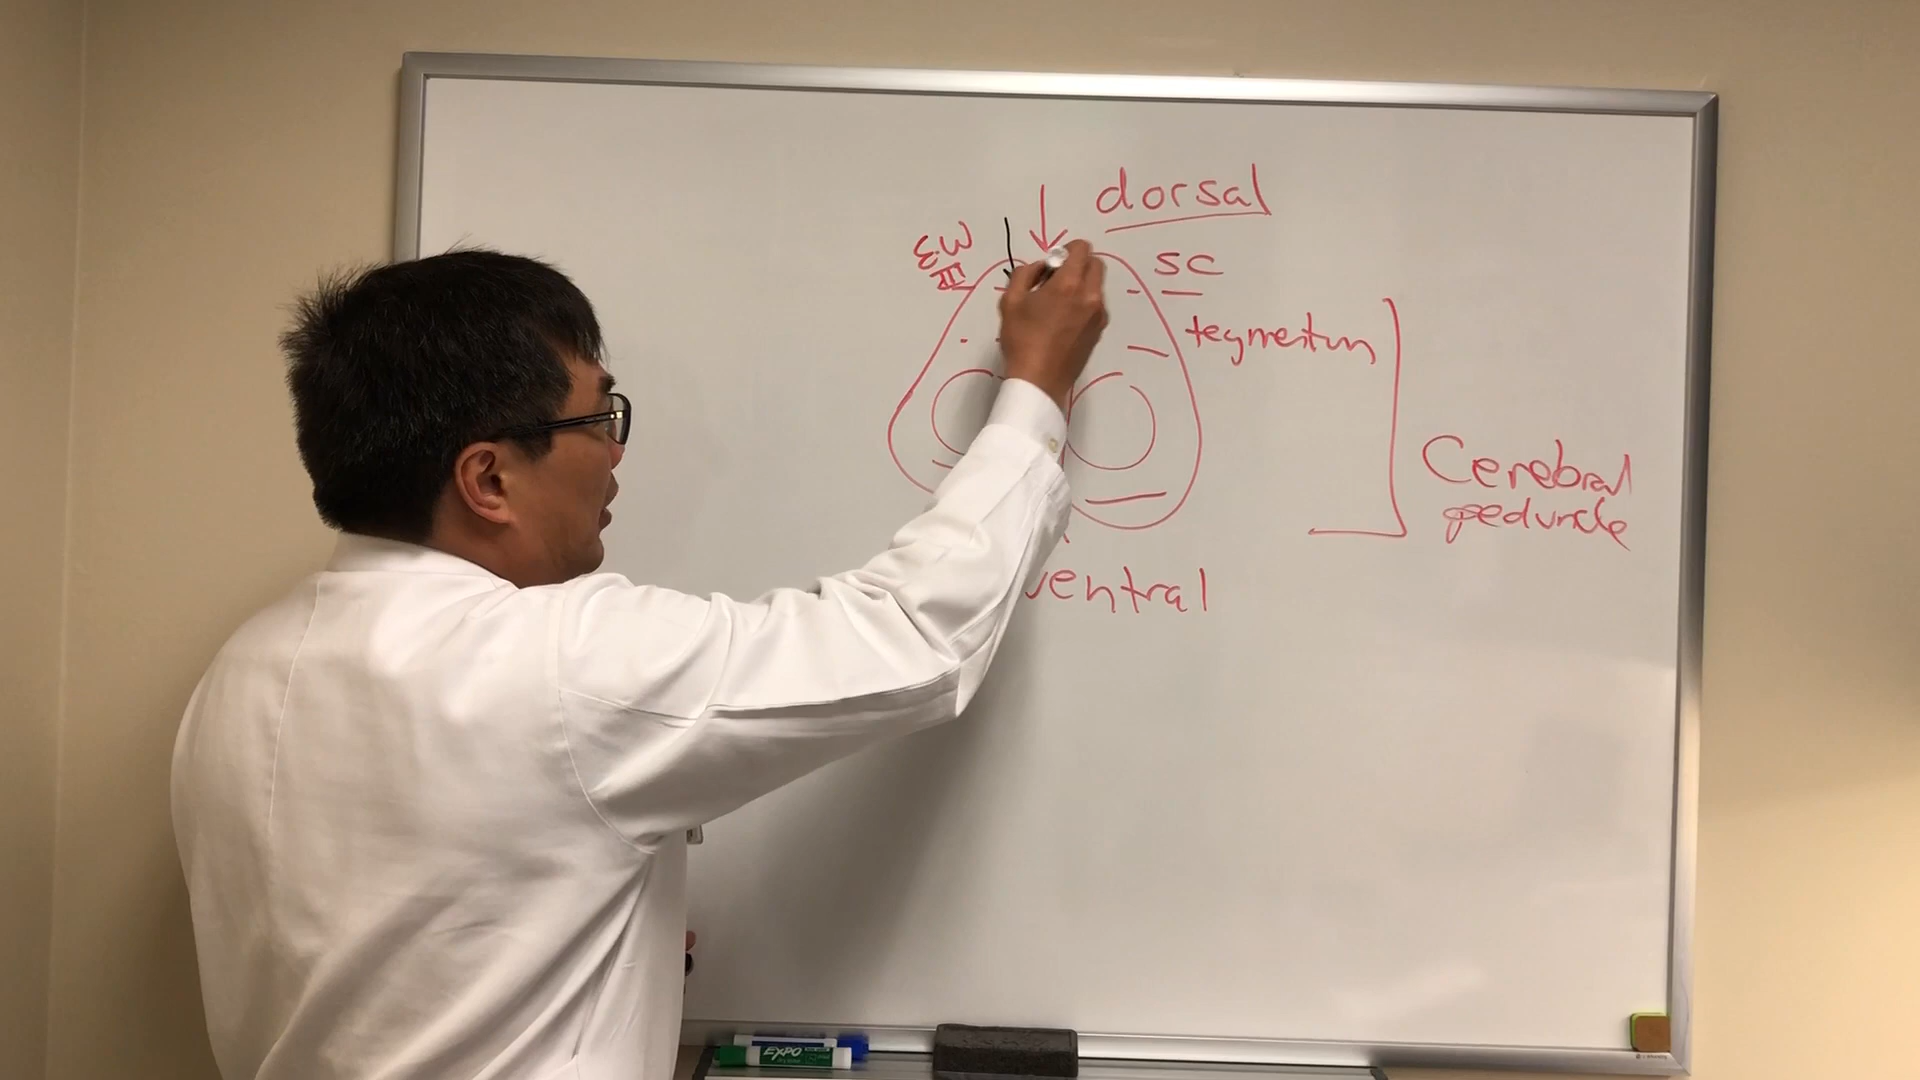 dorsal
EW
III
SC
tegmentum
Cerebral
peduncle
ventral
EXPO